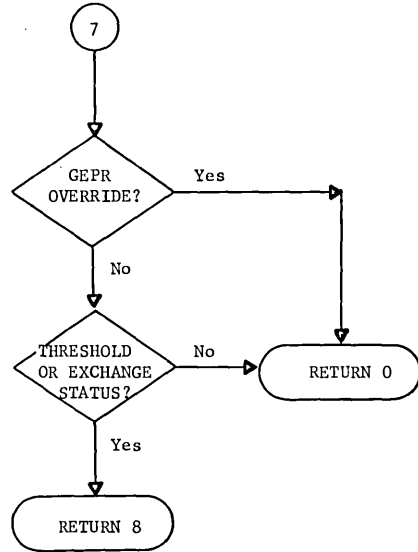 7
GEPR
OVERRIDE?
Yes
No
THRESHOLD
OR EXCHANGE
STATUS?
No
RETURN 0
Yes
RETURN 8